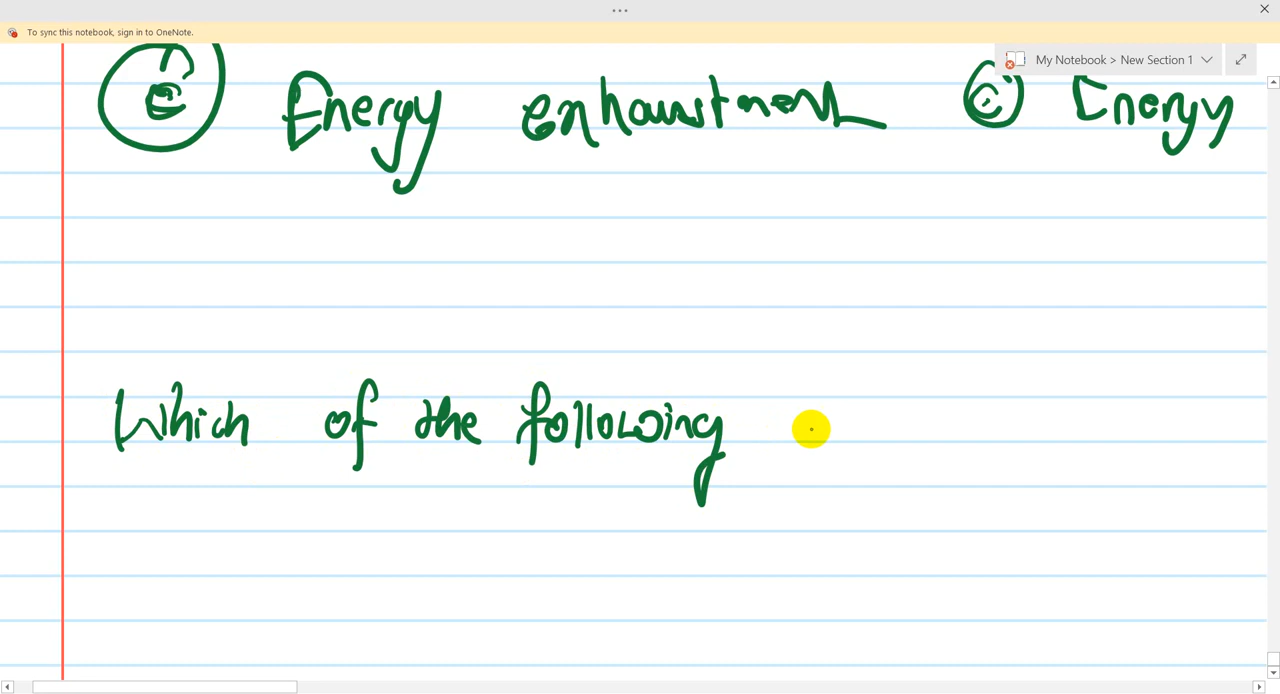 To sync this notebook, sign in to OneNote.
My Notebook > New Section 1
Energy enhaustment Energy
Which of the following